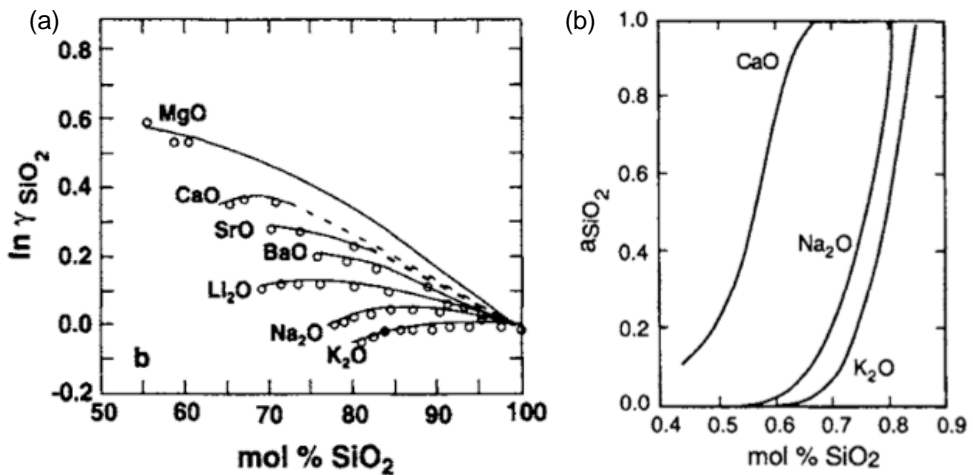 (a)
0.8
0.6
0.4
0.2
0.0
-0.2
ℓn γ SiO₂
MgO
CaO
SrO
BaO
Li₂O
Na₂O
K₂O
b
50 60 70 80 90 100
mol % SiO₂
(b)
1.0
0.8
0.6
0.4
0.2
0.0
aSiO₂
CaO
Na₂O
K₂O
0.4 0.5 0.6 0.7 0.8 0.9
mol % SiO₂